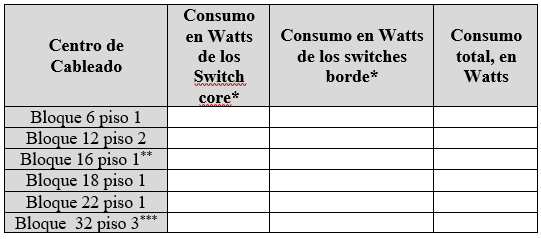 Centro de
Cableado
Consumo
en Watts
de los
Switch
core*
Consumo en Watts
de los switches
borde*
Consumo
total, en
Watts
Bloque 6 piso 1
Bloque 12 piso 2
Bloque 16 piso 1**
Bloque 18 piso 1
Bloque 22 piso 1
Bloque 32 piso 3***